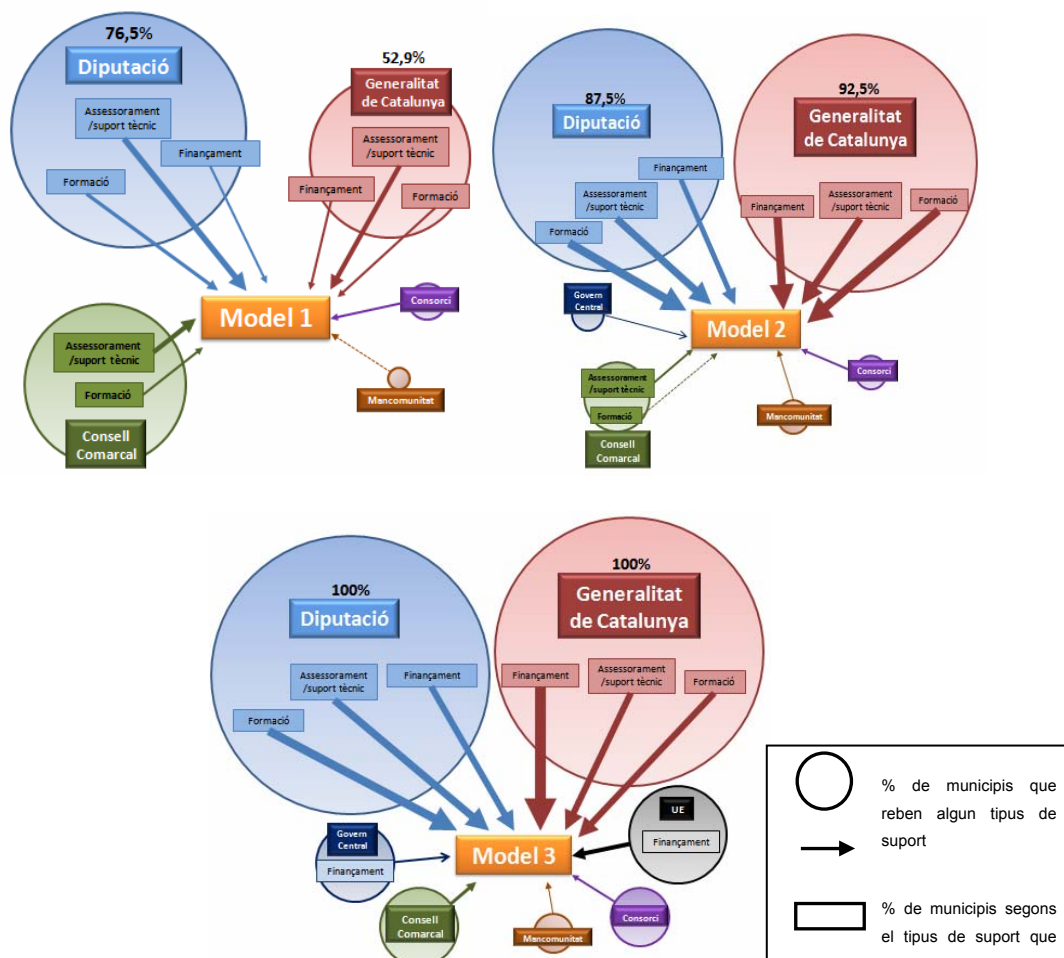 76,5%
Diputació
Assessorament
/suport tècnic
Finançament
Formació
52,9%
Generalitat
de Catalunya
Assessorament
/suport tècnic
Finançament
Formació
Model 1
Assessorament
/suport tècnic
Formació
Consell
Comarcal
Consorci
Mancomunitat
87,5%
Diputació
Finançament
Assessorament
/suport tècnic
Formació
92,5%
Generalitat
de Catalunya
Finançament
Assessorament
/suport tècnic
Formació
Govern
Central
Model 2
Assessorament
/suport tècnic
Formació
Consell
Comarcal
Mancomunitat
Consorci
100%
Diputació
Assessorament
/suport tècnic
Finançament
Formació
100%
Generalitat
de Catalunya
Finançament
Assessorament
/suport tècnic
Formació
Govern
Central
Finançament
Model 3
UE
Finançament
Consell
Comarcal
Mancomunitat
Consorci
% de municipis que
reben algun tipus de
suport
% de municipis segons
el tipus de suport que